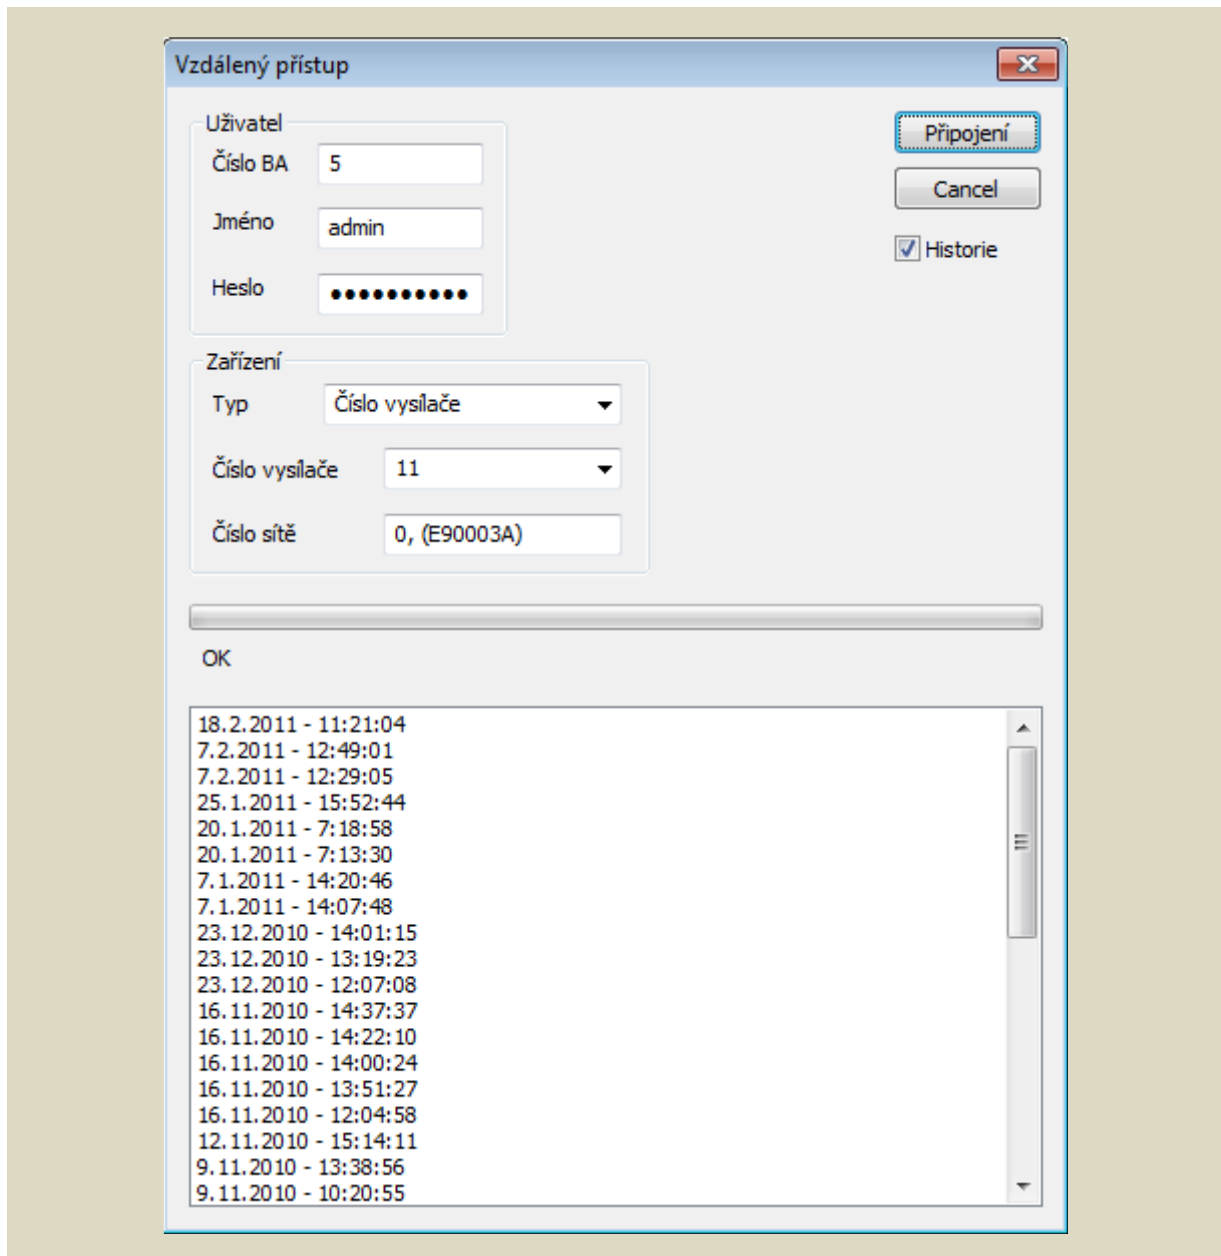 Vzdálený přístup
Uživatel
Číslo BA 5
Jméno admin
Heslo ●●●●●●●●●●
Připojení
Cancel
Historie
Zařízení
Typ Číslo vysílače
Číslo vysílače 11
Číslo sítě 0, (E90003A)
OK
18.2.2011 - 11:21:04
7.2.2011 - 12:49:01
7.2.2011 - 12:29:05
25.1.2011 - 15:52:44
20.1.2011 - 7:18:58
20.1.2011 - 7:13:30
7.1.2011 - 14:20:46
7.1.2011 - 14:07:48
23.12.2010 - 14:01:15
23.12.2010 - 13:19:23
23.12.2010 - 12:07:08
16.11.2010 - 14:37:37
16.11.2010 - 14:22:10
16.11.2010 - 14:00:24
16.11.2010 - 13:51:27
16.11.2010 - 12:04:58
12.11.2010 - 15:14:11
9.11.2010 - 13:38:56
9.11.2010 - 10:20:55